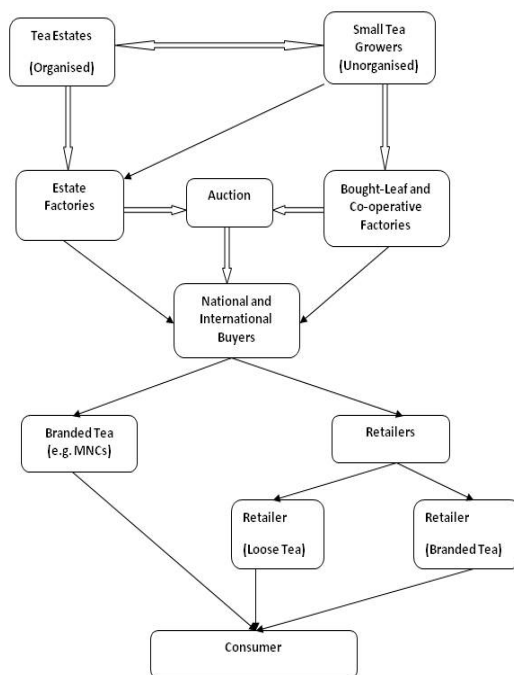 Tea Estates
(Organised)
Small Tea
Growers
(Unorganised)
Estate
Factories
Auction
Bought-Leaf and
Co-operative
Factories
National and
International
Buyers
Branded Tea
(e.g. MNCs)
Retailers
Retailer
(Loose Tea)
Retailer
(Branded Tea)
Consumer